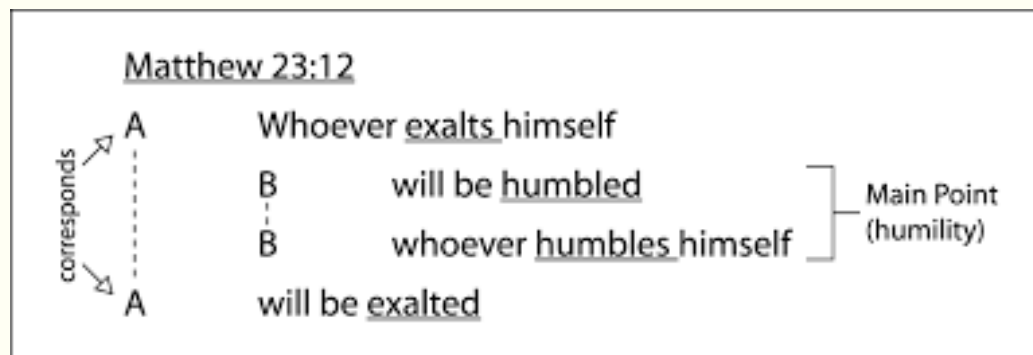 Matthew 23:12
A Whoever exalts himself
B will be humbled
B whoever humbles himself
A will be exalted
corresponds
Main Point
(humility)